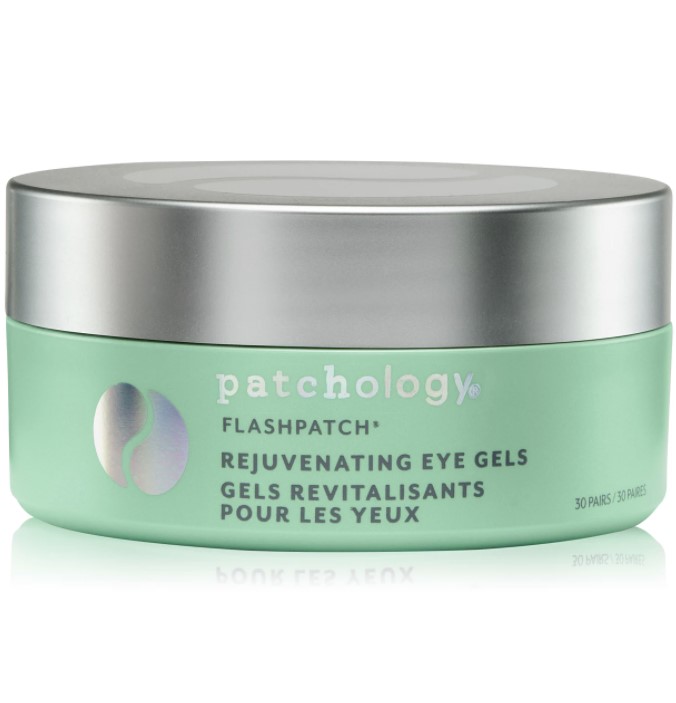 patchology®
FLASHPATCH®
REJUVENATING EYE GELS
GELS REVITALISANTS
POUR LES YEUX
30 PAIRS / 30 PAIRES